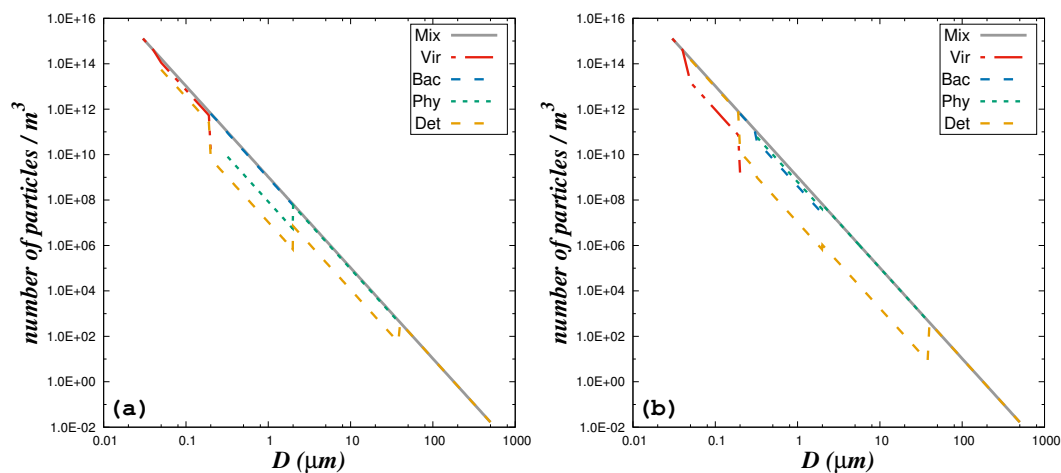 number of particles / m³
1.0E+16
1.0E+14
1.0E+12
1.0E+10
1.0E+08
1.0E+06
1.0E+04
1.0E+02
1.0E+00
1.0E-02
Mix
Vir
Bac
Phy
Det
(a)
0.01
0.1
1
10
100
1000
D (μm)
number of particles / m³
1.0E+16
1.0E+14
1.0E+12
1.0E+10
1.0E+08
1.0E+06
1.0E+04
1.0E+02
1.0E+00
1.0E-02
Mix
Vir
Bac
Phy
Det
(b)
0.01
0.1
1
10
100
1000
D (μm)